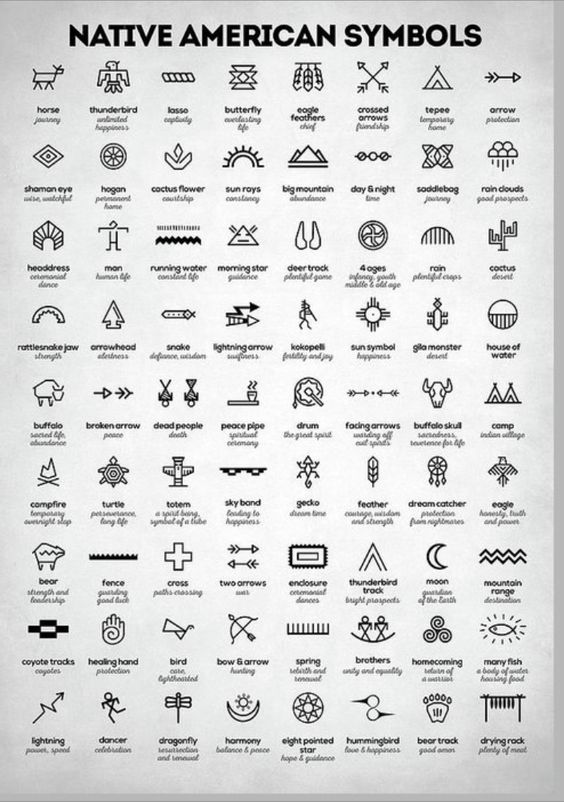 NATIVE AMERICAN SYMBOLS
horse
journey
thunderbird
unlimited
happiness
lasso
captivity
butterfly
everlasting
life
eagle
feathers
chief
crossed
arrows
friendship
tepee
temporary
home
arrow
protection
shaman eye
wise, watchful
hogan
permanent
home
cactus flower
courtship
sun rays
constancy
big mountain
abundance
day & night
time
saddlebag
journey
rain clouds
good prospects
headdress
ceremonial
dance
man
human life
running water
constant life
morning star
guidance
deer track
plentiful game
4 ages
infancy, youth
middle & old age
rain
plentiful crops
cactus
desert
rattlesnake jaw
strength
arrowhead
alertness
snake
defiance, wisdom
lightning arrow
swiftness
kokopelli
fertility and joy
sun symbol
happiness
gila monster
desert
house of
water
buffalo
sacred life,
abundance
broken arrow
peace
dead people
death
peace pipe
spiritual
ceremony
drum
the great spirit
facing arrows
warding off
evil spirits
buffalo skull
sacredness,
reverence for life
camp
indian village
campfire
temporary
overnight stop
turtle
perseverance,
long life
totem
a spirit being,
symbol of a tribe
sky band
leading to
happiness
gecko
dream time
feather
courage, wisdom
and strength
dream catcher
protection
from nightmares
eagle
honesty, truth
and power
bear
strength and
leadership
fence
guarding
good luck
cross
paths crossing
two arrows
war
enclosure
ceremonial
dances
thunderbird
track
bright prospects
moon
guardian
of the Earth
mountain
range
destination
coyote tracks
coyotes
healing hand
protection
bird
care,
lighthearted
bow & arrow
hunting
spring
rebirth and
renewal
brothers
unity and equality
homecoming
return of
a warrior
many fish
a body of water
housing food
lightning
power, speed
dancer
celebration
dragonfly
resurrection
and renewal
harmony
balance & peace
eight pointed
star
hope & guidance
hummingbird
love & happiness
bear track
good omen
drying rack
plenty of meat